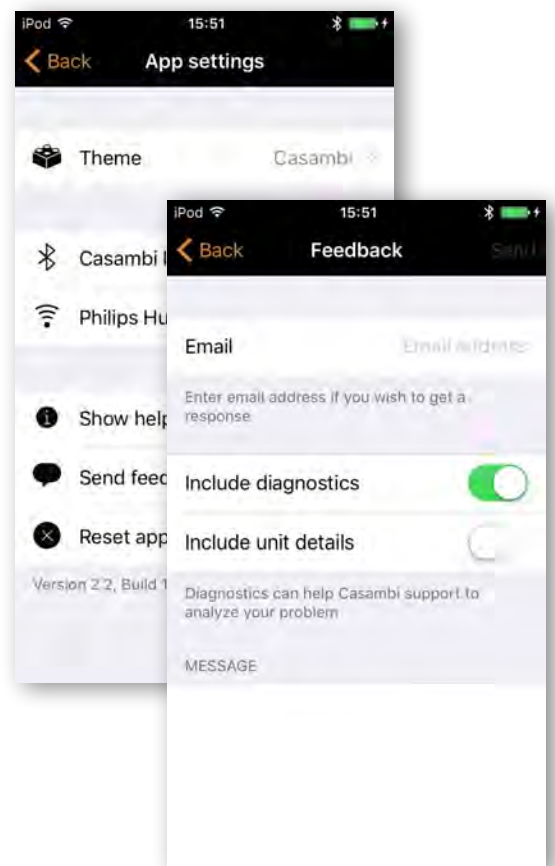 iPod
15:51
Back
App settings
Theme
Casambi
Casambi
Philips Hu
Show help
Send feed
Reset app
Version 2.2, Build 1
iPod
15:51
Back
Feedback
Send
Email
Email address
Enter email address if you wish to get a
response
Include diagnostics
Include unit details
Diagnostics can help Casambi support to
analyze your problem
MESSAGE